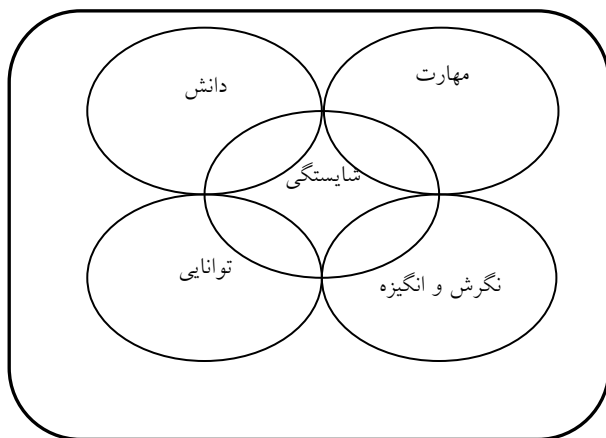 مهارت
دانش
شایستگی
توانایی
نگرش و انگیزه